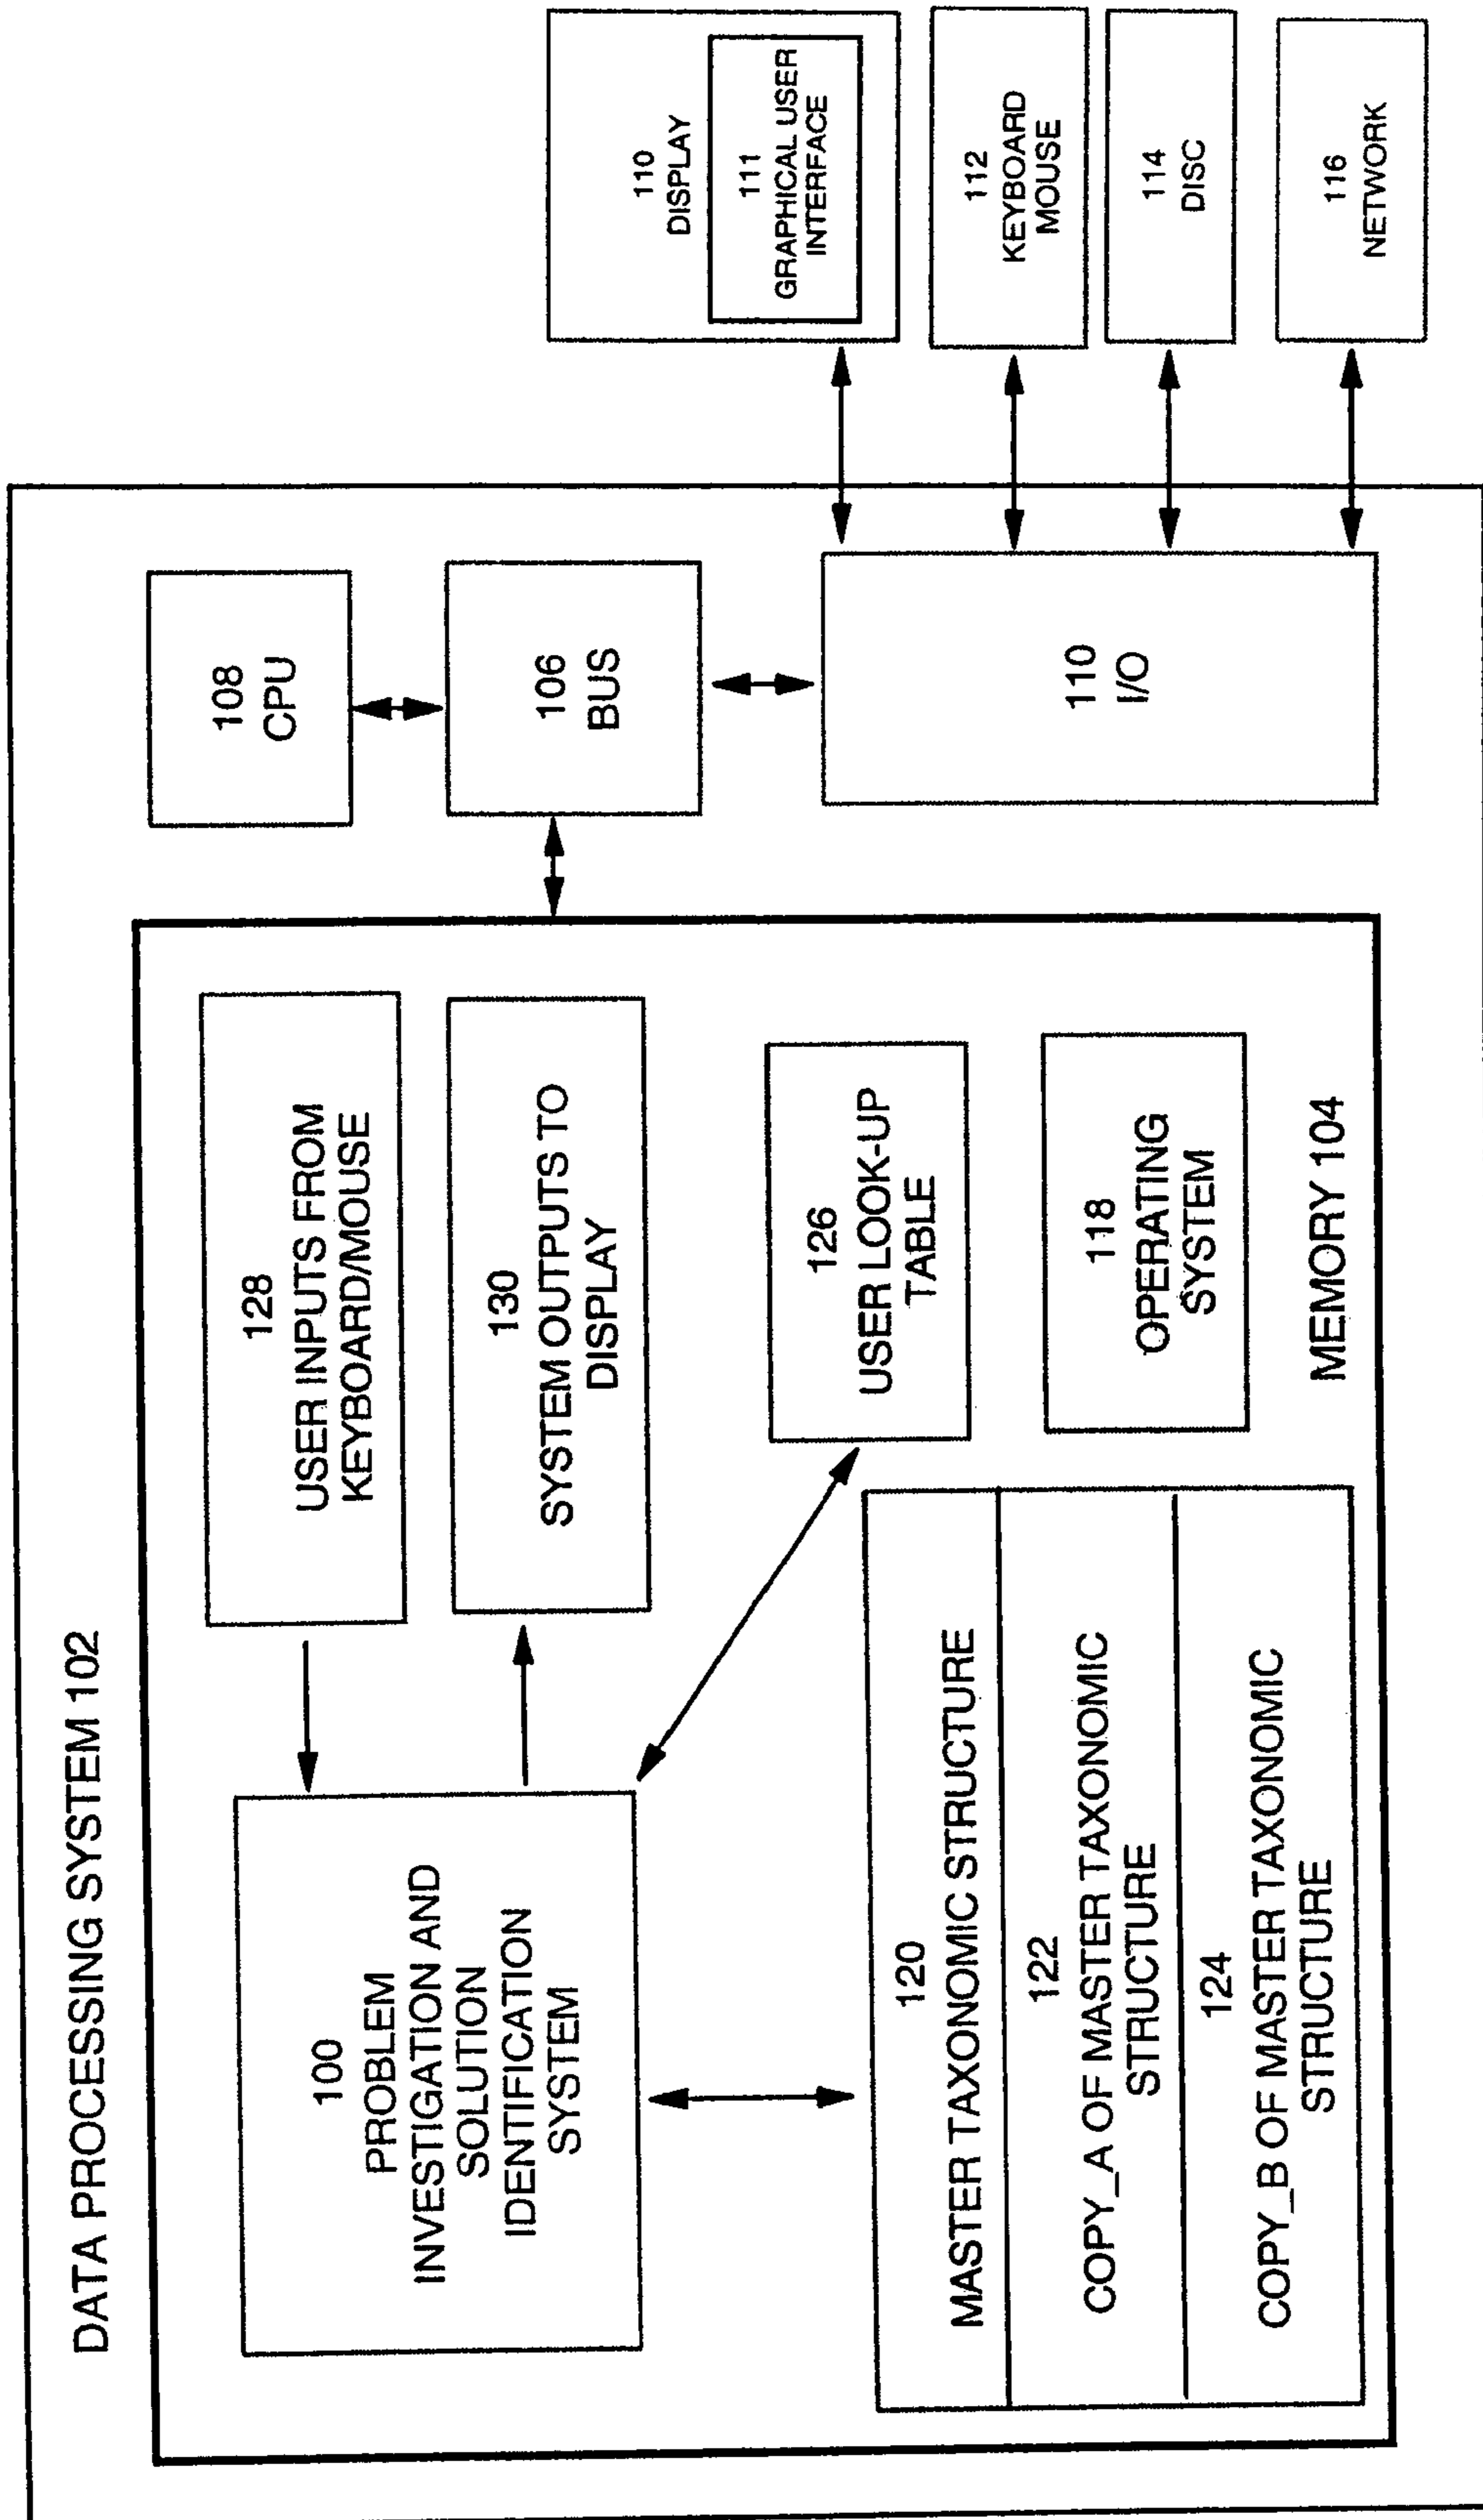 DATA PROCESSING SYSTEM 102
100
PROBLEM
INVESTIGATION AND
SOLUTION
IDENTIFICATION
SYSTEM
128
USER INPUTS FROM
KEYBOARD/MOUSE
130
SYSTEM OUTPUTS TO
DISPLAY
126
USER LOOK-UP
TABLE
118
OPERATING
SYSTEM
120
MASTER TAXONOMIC STRUCTURE
122
COPY_A OF MASTER TAXONOMIC
STRUCTURE
124
COPY_B OF MASTER TAXONOMIC
STRUCTURE
MEMORY 104
108
CPU
106
BUS
110
I/O
110
DISPLAY
111
GRAPHICAL USER
INTERFACE
112
KEYBOARD
MOUSE
114
DISC
116
NETWORK